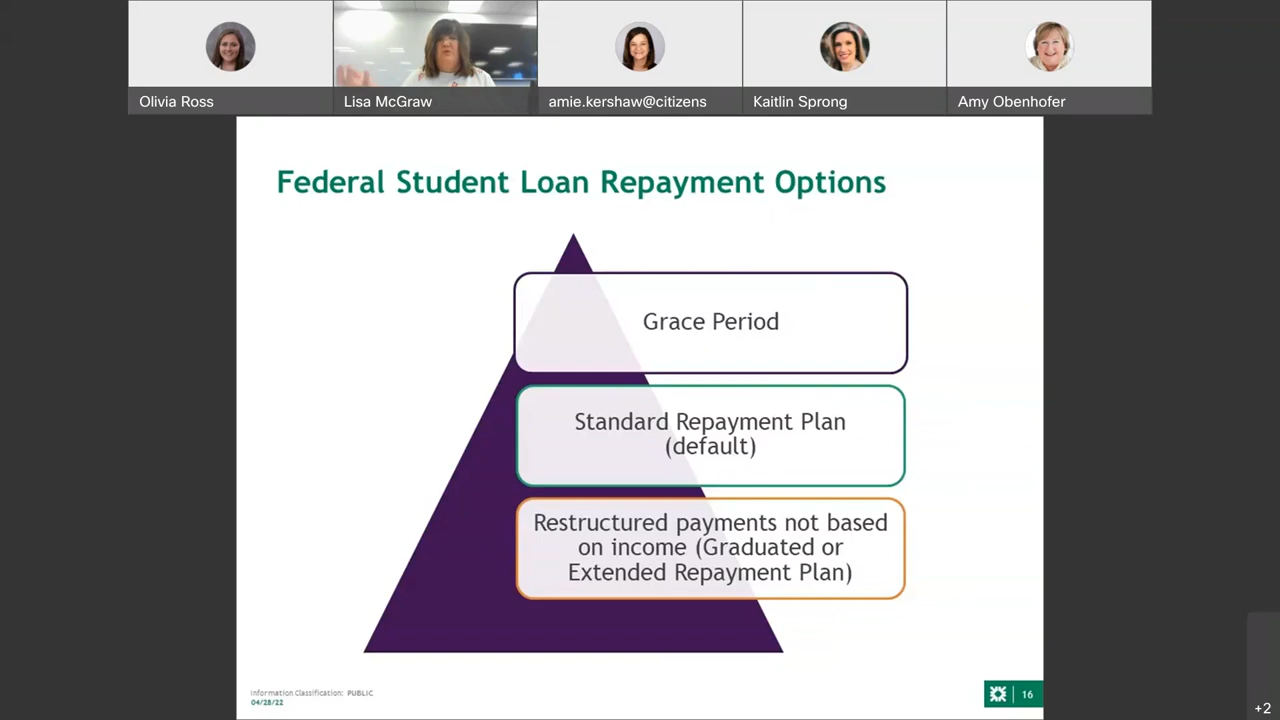 Olivia Ross
Lisa McGraw
amie.kershaw@citizens
Kaitlin Sprong
Amy Obenhofer
Federal Student Loan Repayment Options
Grace Period
Standard Repayment Plan
(default)
Restructured payments not based
on income (Graduated or
Extended Repayment Plan)
Information Classification: PUBLIC
04/28/22
16
+2